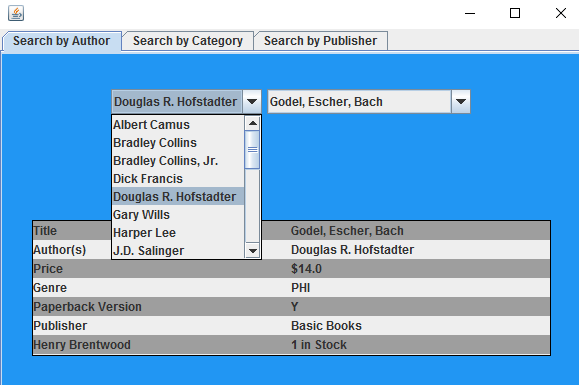 Search by Author Search by Category Search by Publisher
Douglas R. Hofstadter Godel, Escher, Bach
Albert Camus
Bradley Collins
Bradley Collins, Jr.
Dick Francis
Douglas R. Hofstadter
Gary Wills
Harper Lee
J.D. Salinger
Title Godel, Escher, Bach
Author(s) Douglas R. Hofstadter
Price $14.0
Genre PHI
Paperback Version Y
Publisher Basic Books
Henry Brentwood 1 in Stock